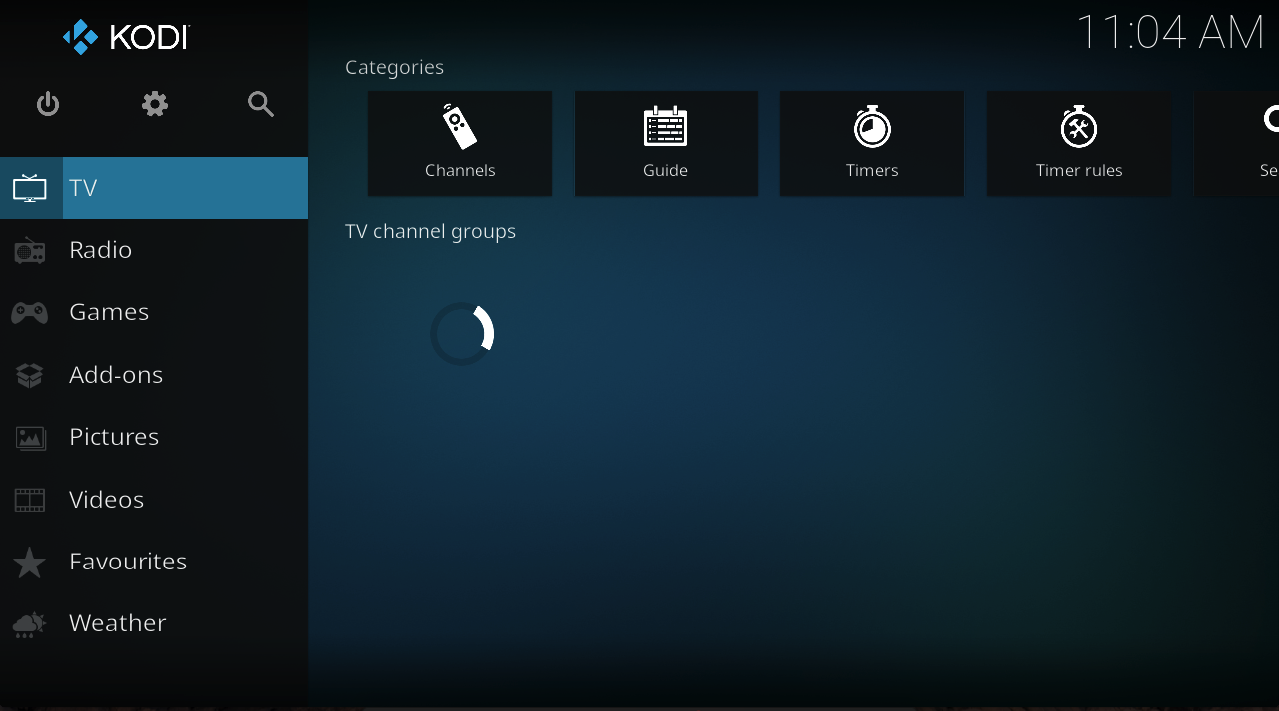 KODI
11:04 AM
Categories
Channels
Guide
Timers
Timer rules
Se
TV channel groups
TV
Radio
Games
Add-ons
Pictures
Videos
Favourites
Weather